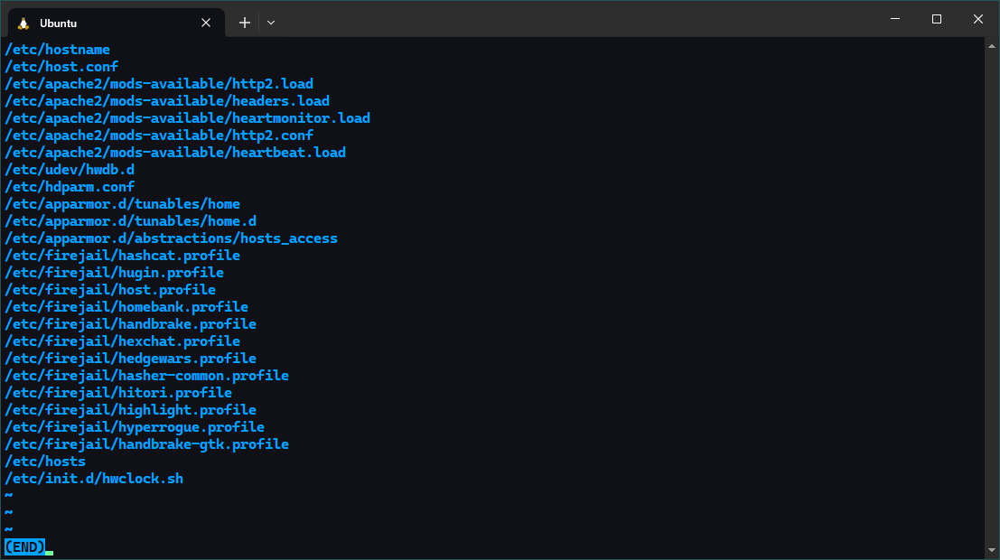 Ubuntu
/etc/hostname
/etc/host.conf
/etc/apache2/mods-available/http2.load
/etc/apache2/mods-available/headers.load
/etc/apache2/mods-available/heartmonitor.load
/etc/apache2/mods-available/http2.conf
/etc/apache2/mods-available/heartbeat.load
/etc/udev/hwdb.d
/etc/hdparm.conf
/etc/apparmor.d/tunables/home
/etc/apparmor.d/tunables/home.d
/etc/apparmor.d/abstractions/hosts_access
/etc/firejail/hashcat.profile
/etc/firejail/hugin.profile
/etc/firejail/host.profile
/etc/firejail/homebank.profile
/etc/firejail/handbrake.profile
/etc/firejail/hexchat.profile
/etc/firejail/hedgewars.profile
/etc/firejail/hasher-common.profile
/etc/firejail/hitori.profile
/etc/firejail/highlight.profile
/etc/firejail/hyperrogue.profile
/etc/firejail/handbrake-gtk.profile
/etc/hosts
/etc/init.d/hwclock.sh
~
~
~
(END)